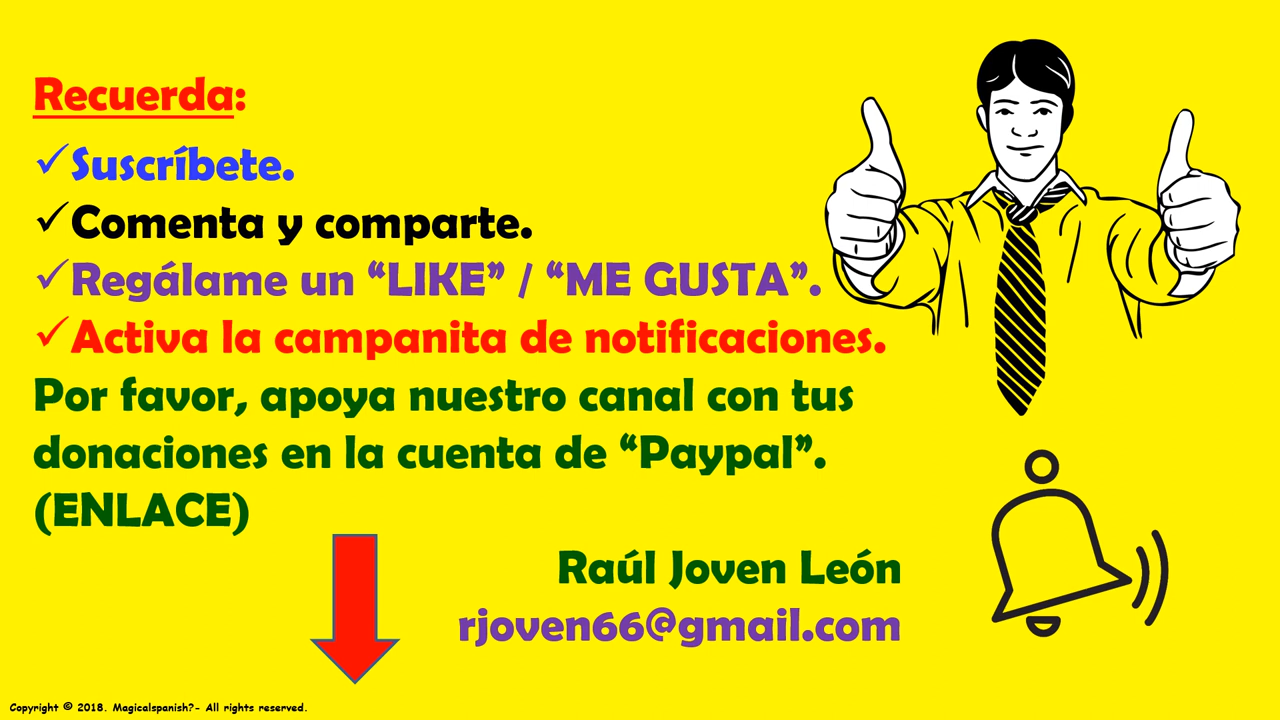 Recuerda:
✓Suscríbete.
✓Comenta y comparte.
✓Regálame un “LIKE” / “ME GUSTA”.
✓Activa la campanita de notificaciones.
Por favor, apoya nuestro canal con tus
donaciones en la cuenta de “Paypal”.
(ENLACE)
Raúl Joven León
rjoven66@gmail.com
Copyright © 2018. Magicalspanish?- All rights reserved.